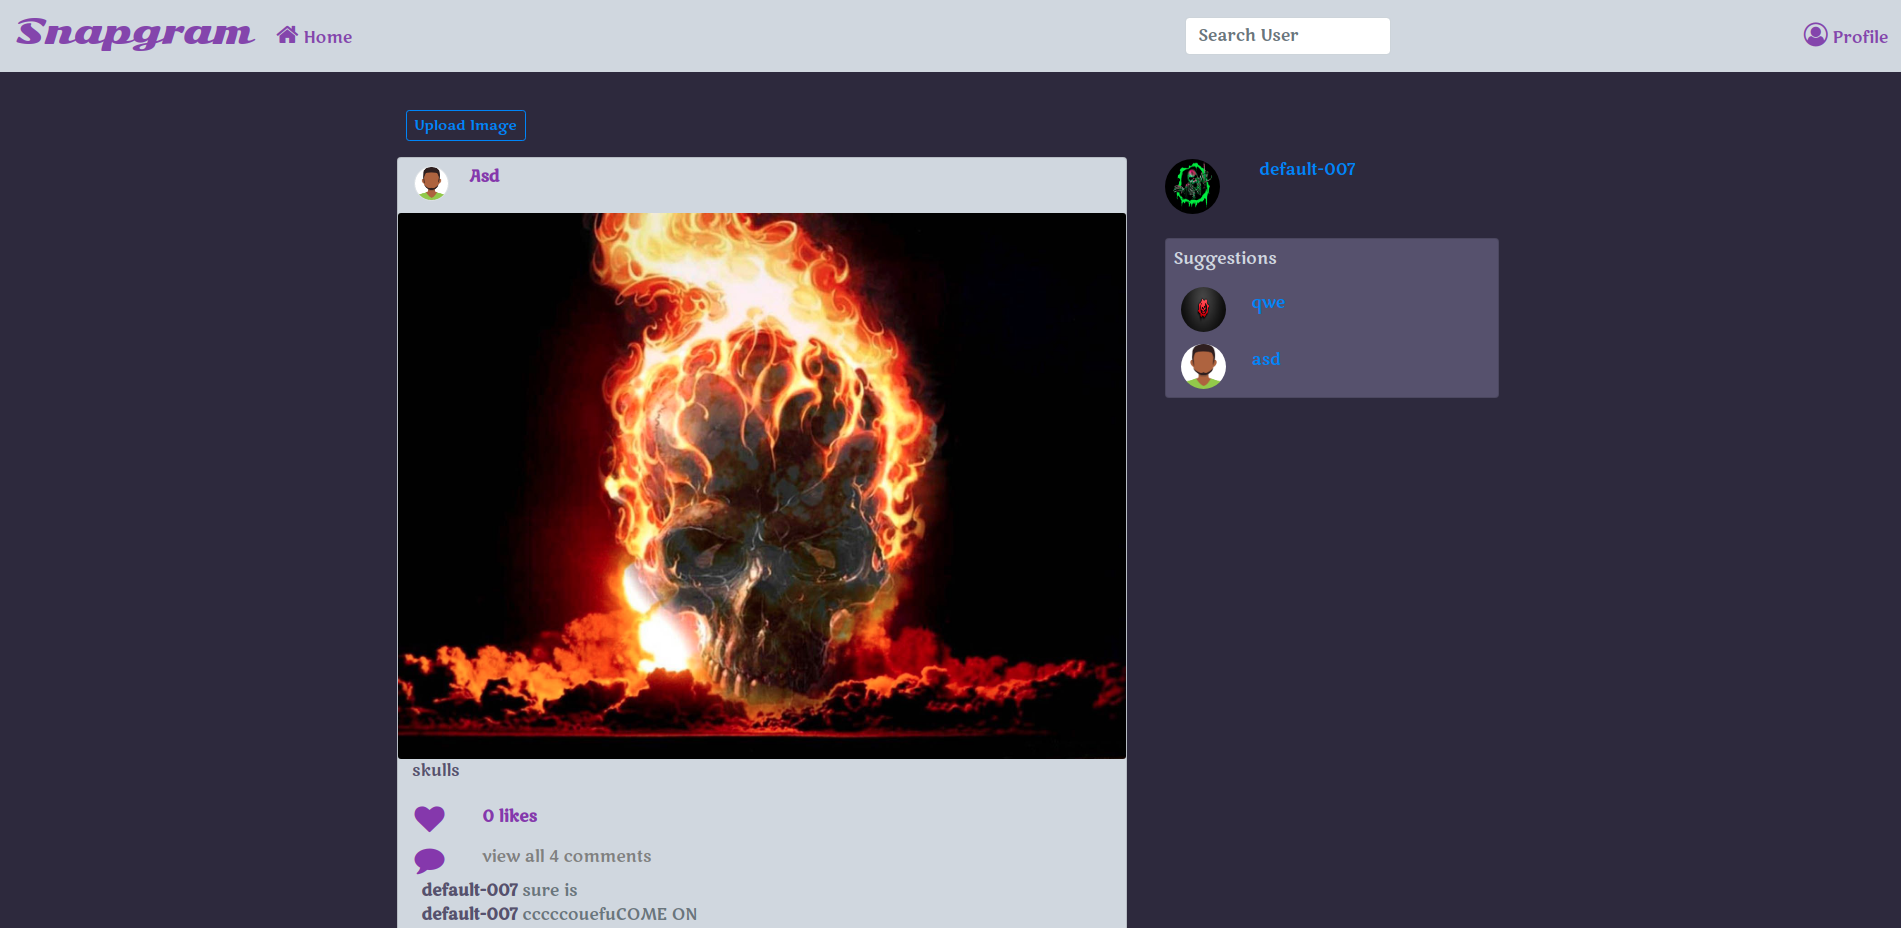 Snapgram Home Search User Profile
Upload Image
Asd
default-007
Suggestions
qwe
asd
skulls
0 likes
view all 4 comments
default-007 sure is
default-007 cccccouefuCOME ON